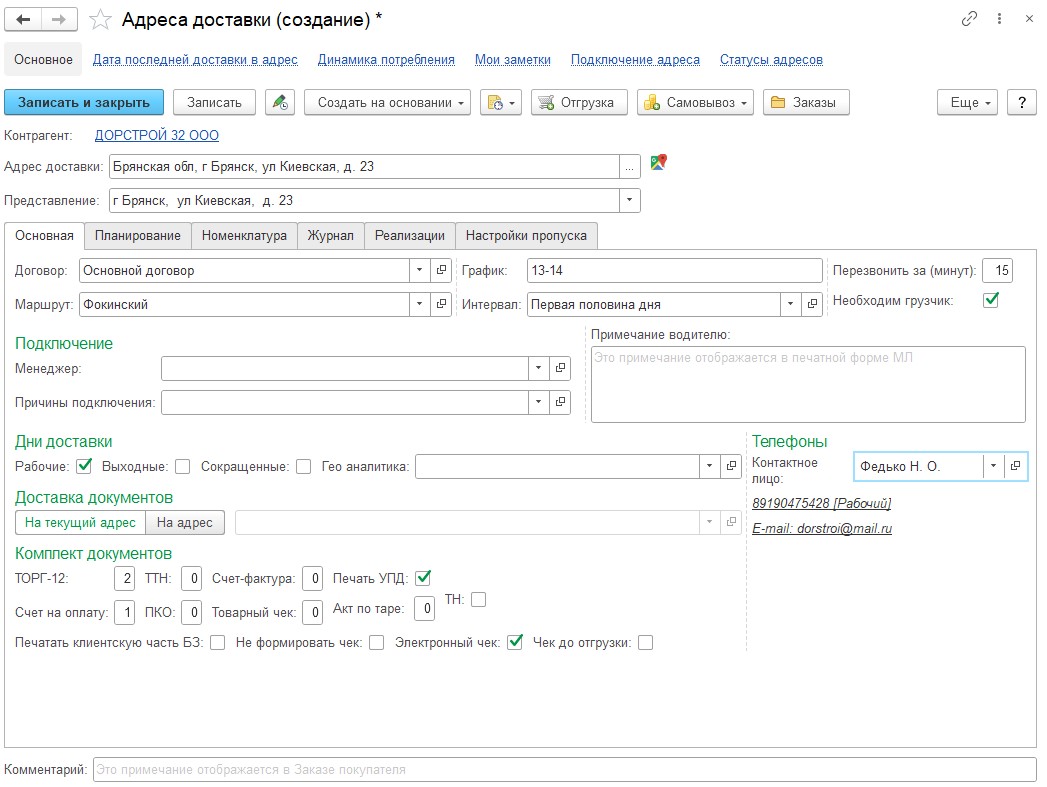 Адреса доставки (создание) *
Основное Дата последней доставки в адрес Динамика потребления Мои заметки Подключение адреса Статусы адресов
Записать и закрыть Записать Создать на основании Отгрузка Самовывоз Заказы Еще ?
Контрагент: ДОРСТРОЙ 32 ООО
Адрес доставки: Брянская обл, г Брянск, ул Киевская, д. 23 ...
Представление: г Брянск, ул Киевская, д. 23
Основная Планирование Номенклатура Журнал Реализации Настройки пропуска
Договор: Основной договор График: 13-14 Перезвонить за (минут): 15
Маршрут: Фокинский Интервал: Первая половина дня Необходим грузчик:
Подключение Примечание водителю:
Менеджер: Это примечание отображается в печатной форме МЛ
Причины подключения:
Дни доставки Телефоны
Рабочие: Выходные: Сокращенные: Гео аналитика: Контактное лицо: Федько Н. О.
Доставка документов 89190475428 [Рабочий]
На текущий адрес На адрес E-mail: dorstroi@mail.ru
Комплект документов
ТОРГ-12: 2 ТТН: 0 Счет-фактура: 0 Печать УПД:
Счет на оплату: 1 ПКО: 0 Товарный чек: 0 Акт по таре: 0 ТН:
Печатать клиентскую часть БЗ: Не формировать чек: Электронный чек: Чек до отгрузки:
Комментарий: Это примечание отображается в Заказе покупателя